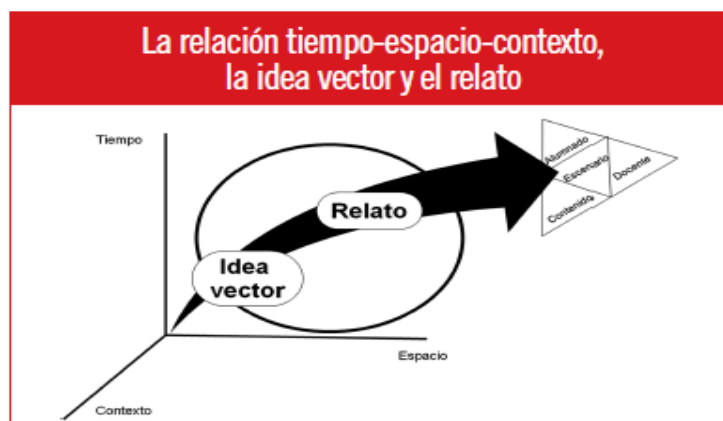 La relación tiempo-espacio-contexto,
la idea vector y el relato
Tiempo
Alumnado
Escenario
Docente
Contenido
Relato
Idea
vector
Espacio
Contexto